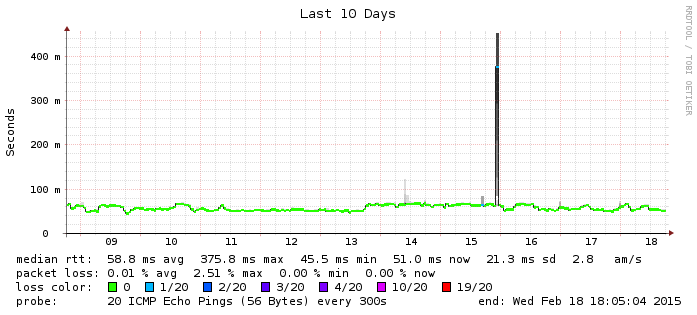 Last 10 Days
RRDTOOL / TOBI OETIKER
Seconds
400 m
300 m
200 m
100 m
0
09 10 11 12 13 14 15 16 17 18
median rtt: 58.8 ms avg 375.8 ms max 45.5 ms min 51.0 ms now 21.3 ms sd 2.8 am/s
packet loss: 0.01 % avg 2.51 % max 0.00 % min 0.00 % now
loss color: 0 1/20 2/20 3/20 4/20 10/20 19/20
probe: 20 ICMP Echo Pings (56 Bytes) every 300s end: Wed Feb 18 18:05:04 2015